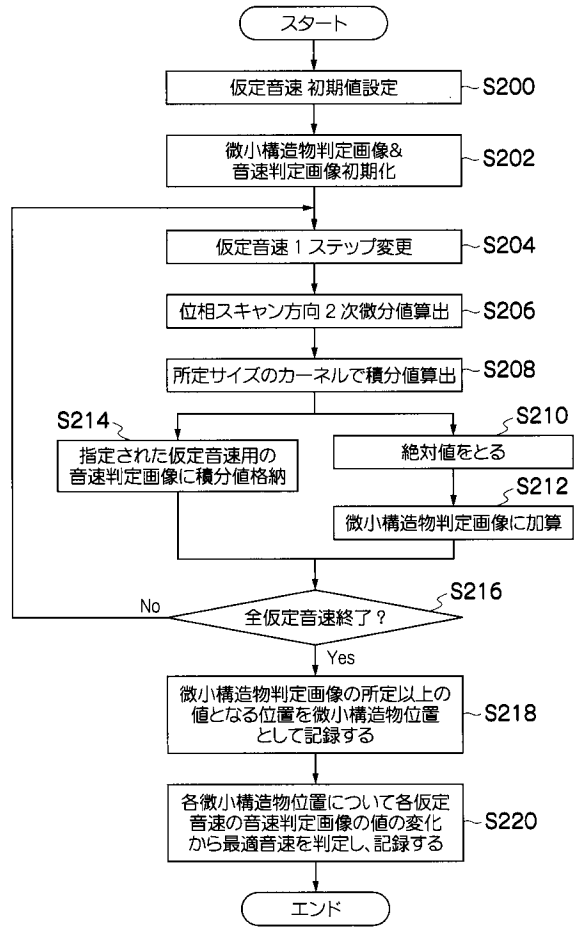 スタート
仮定音速 初期値設定
S200
微小構造物判定画像&
音速判定画像初期化
S202
仮定音速1ステップ変更
S204
位相スキャン方向2次微分値算出
S206
所定サイズのカーネルで積分値算出
S208
S214
指定された仮定音速用の
音速判定画像に積分値格納
S210
絶対値をとる
S212
微小構造物判定画像に加算
S216
全仮定音速終了?
No
Yes
微小構造物判定画像の所定以上の
値となる位置を微小構造物位置
として記録する
S218
各微小構造物位置について各仮定
音速の音速判定画像の値の変化
から最適音速を判定し、記録する
S220
エンド